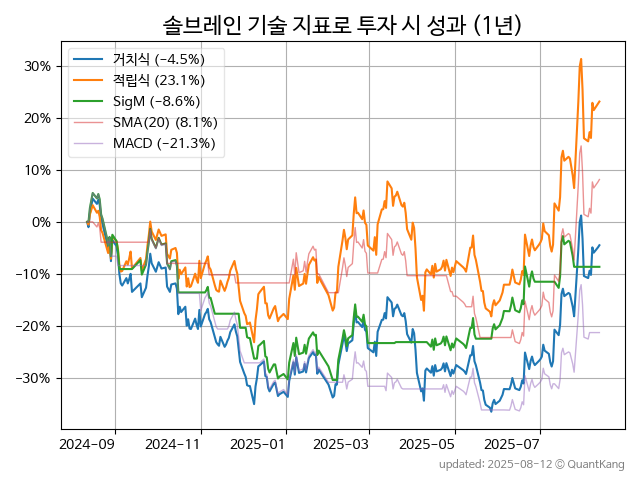 솔브레인 기술 지표로 투자 시 성과 (1년)
거치식 (−4.5%)
적립식 (23.1%)
SigM (−8.6%)
SMA(20) (8.1%)
MACD (−21.3%)
30%
20%
10%
0%
−10%
−20%
−30%
2024-09 2024-11 2025-01 2025-03 2025-05 2025-07
updated: 2025-08-12 © QuantKang